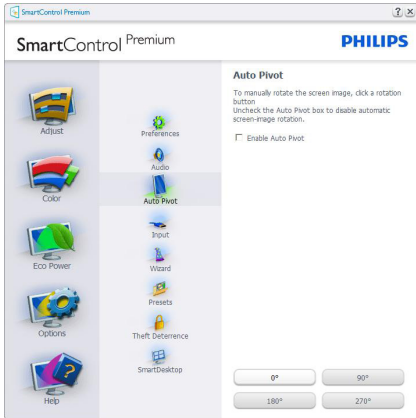 SmartControl Premium
? ×
SmartControl Premium
PHILIPS
Adjust
Color
Eco Power
Options
Help
Preferences
Audio
Auto Pivot
Input
Wizard
Presets
Theft Deterrence
SmartDesktop
Auto Pivot
To manually rotate the screen image, click a rotation
button
Uncheck the Auto Pivot box to disable automatic
screen-image rotation.
Enable Auto Pivot
0°
90°
180°
270°